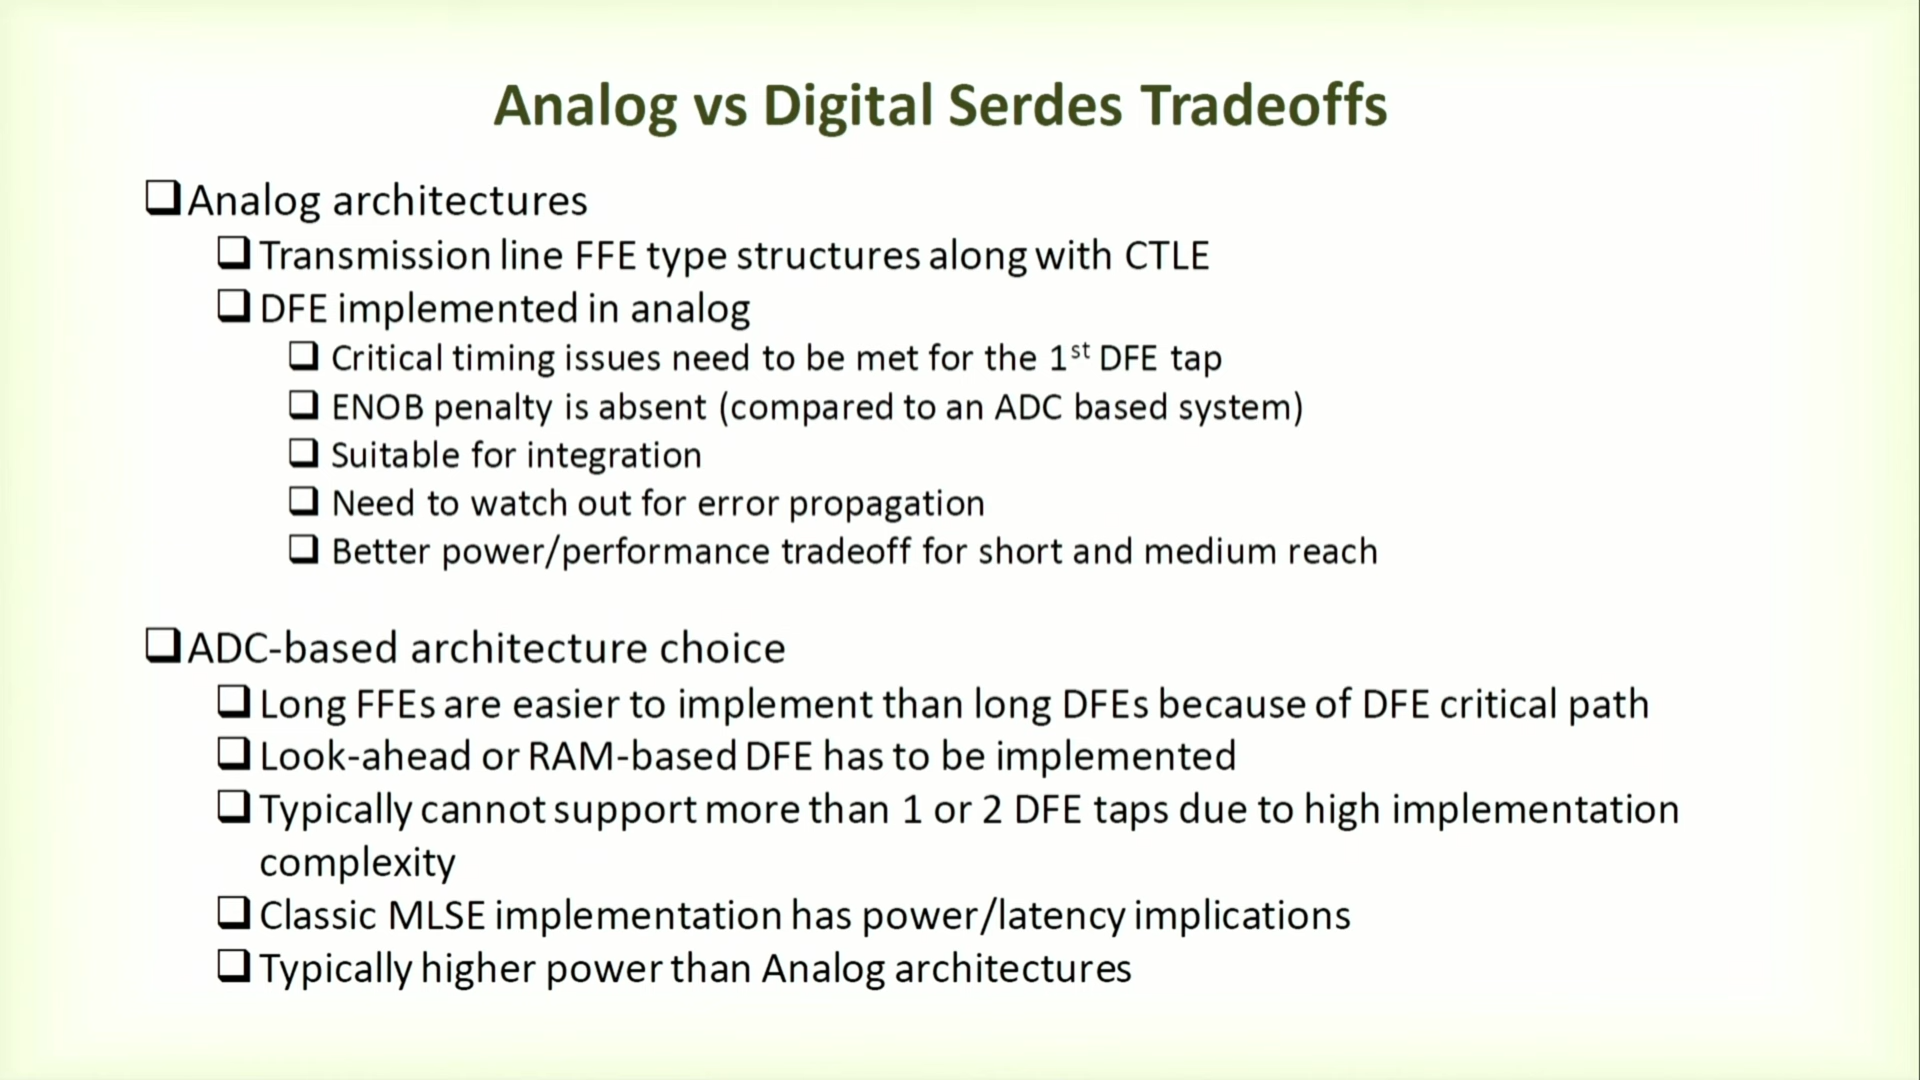 Analog vs Digital Serdes Tradeoffs
❑Analog architectures
❑Transmission line FFE type structures along with CTLE
❑DFE implemented in analog
❑ Critical timing issues need to be met for the 1st DFE tap
❑ ENOB penalty is absent (compared to an ADC based system)
❑ Suitable for integration
❑ Need to watch out for error propagation
❑ Better power/performance tradeoff for short and medium reach
❑ADC-based architecture choice
❑Long FFEs are easier to implement than long DFEs because of DFE critical path
❑Look-ahead or RAM-based DFE has to be implemented
❑Typically cannot support more than 1 or 2 DFE taps due to high implementation
complexity
❑Classic MLSE implementation has power/latency implications
❑Typically higher power than Analog architectures